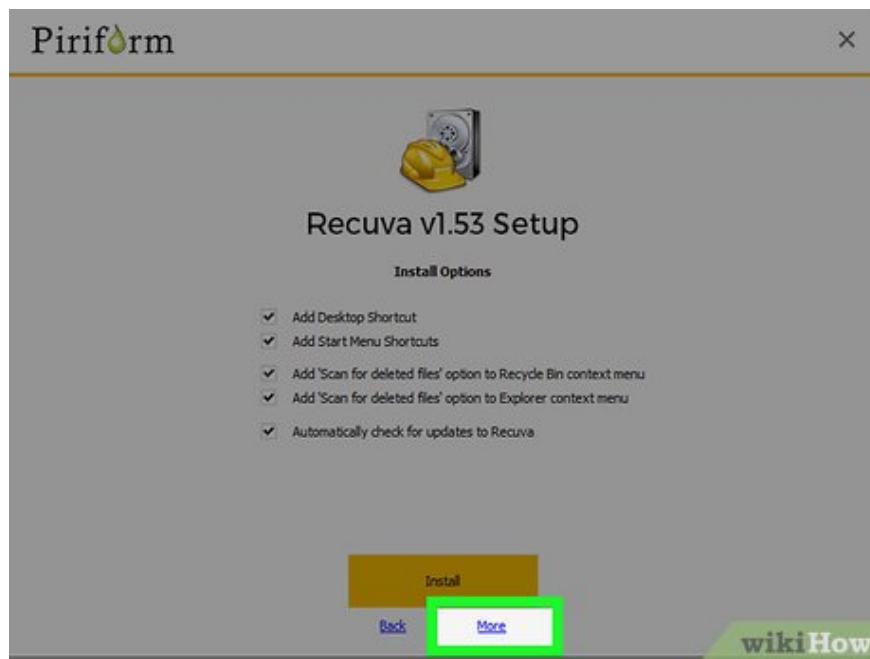 Piriform
Recuva v1.53 Setup
Install Options
Add Desktop Shortcut
Add Start Menu Shortcuts
Add 'Scan for deleted files' option to Recycle Bin context menu
Add 'Scan for deleted files' option to Explorer context menu
Automatically check for updates to Recuva
Install
Back More
wikiHow